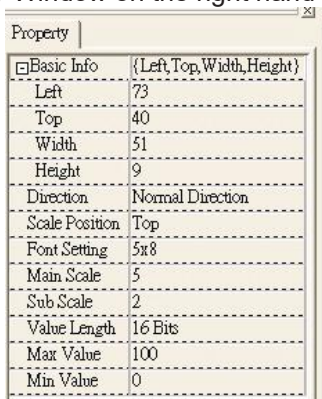 Window on the right hand
Property
Basic Info {Left,Top,Width,Height}
Left 73
Top 40
Width 51
Height 9
Direction Normal Direction
Scale Position Top
Font Setting 5x8
Main Scale 5
Sub Scale 2
Value Length 16 Bits
Max Value 100
Min Value 0